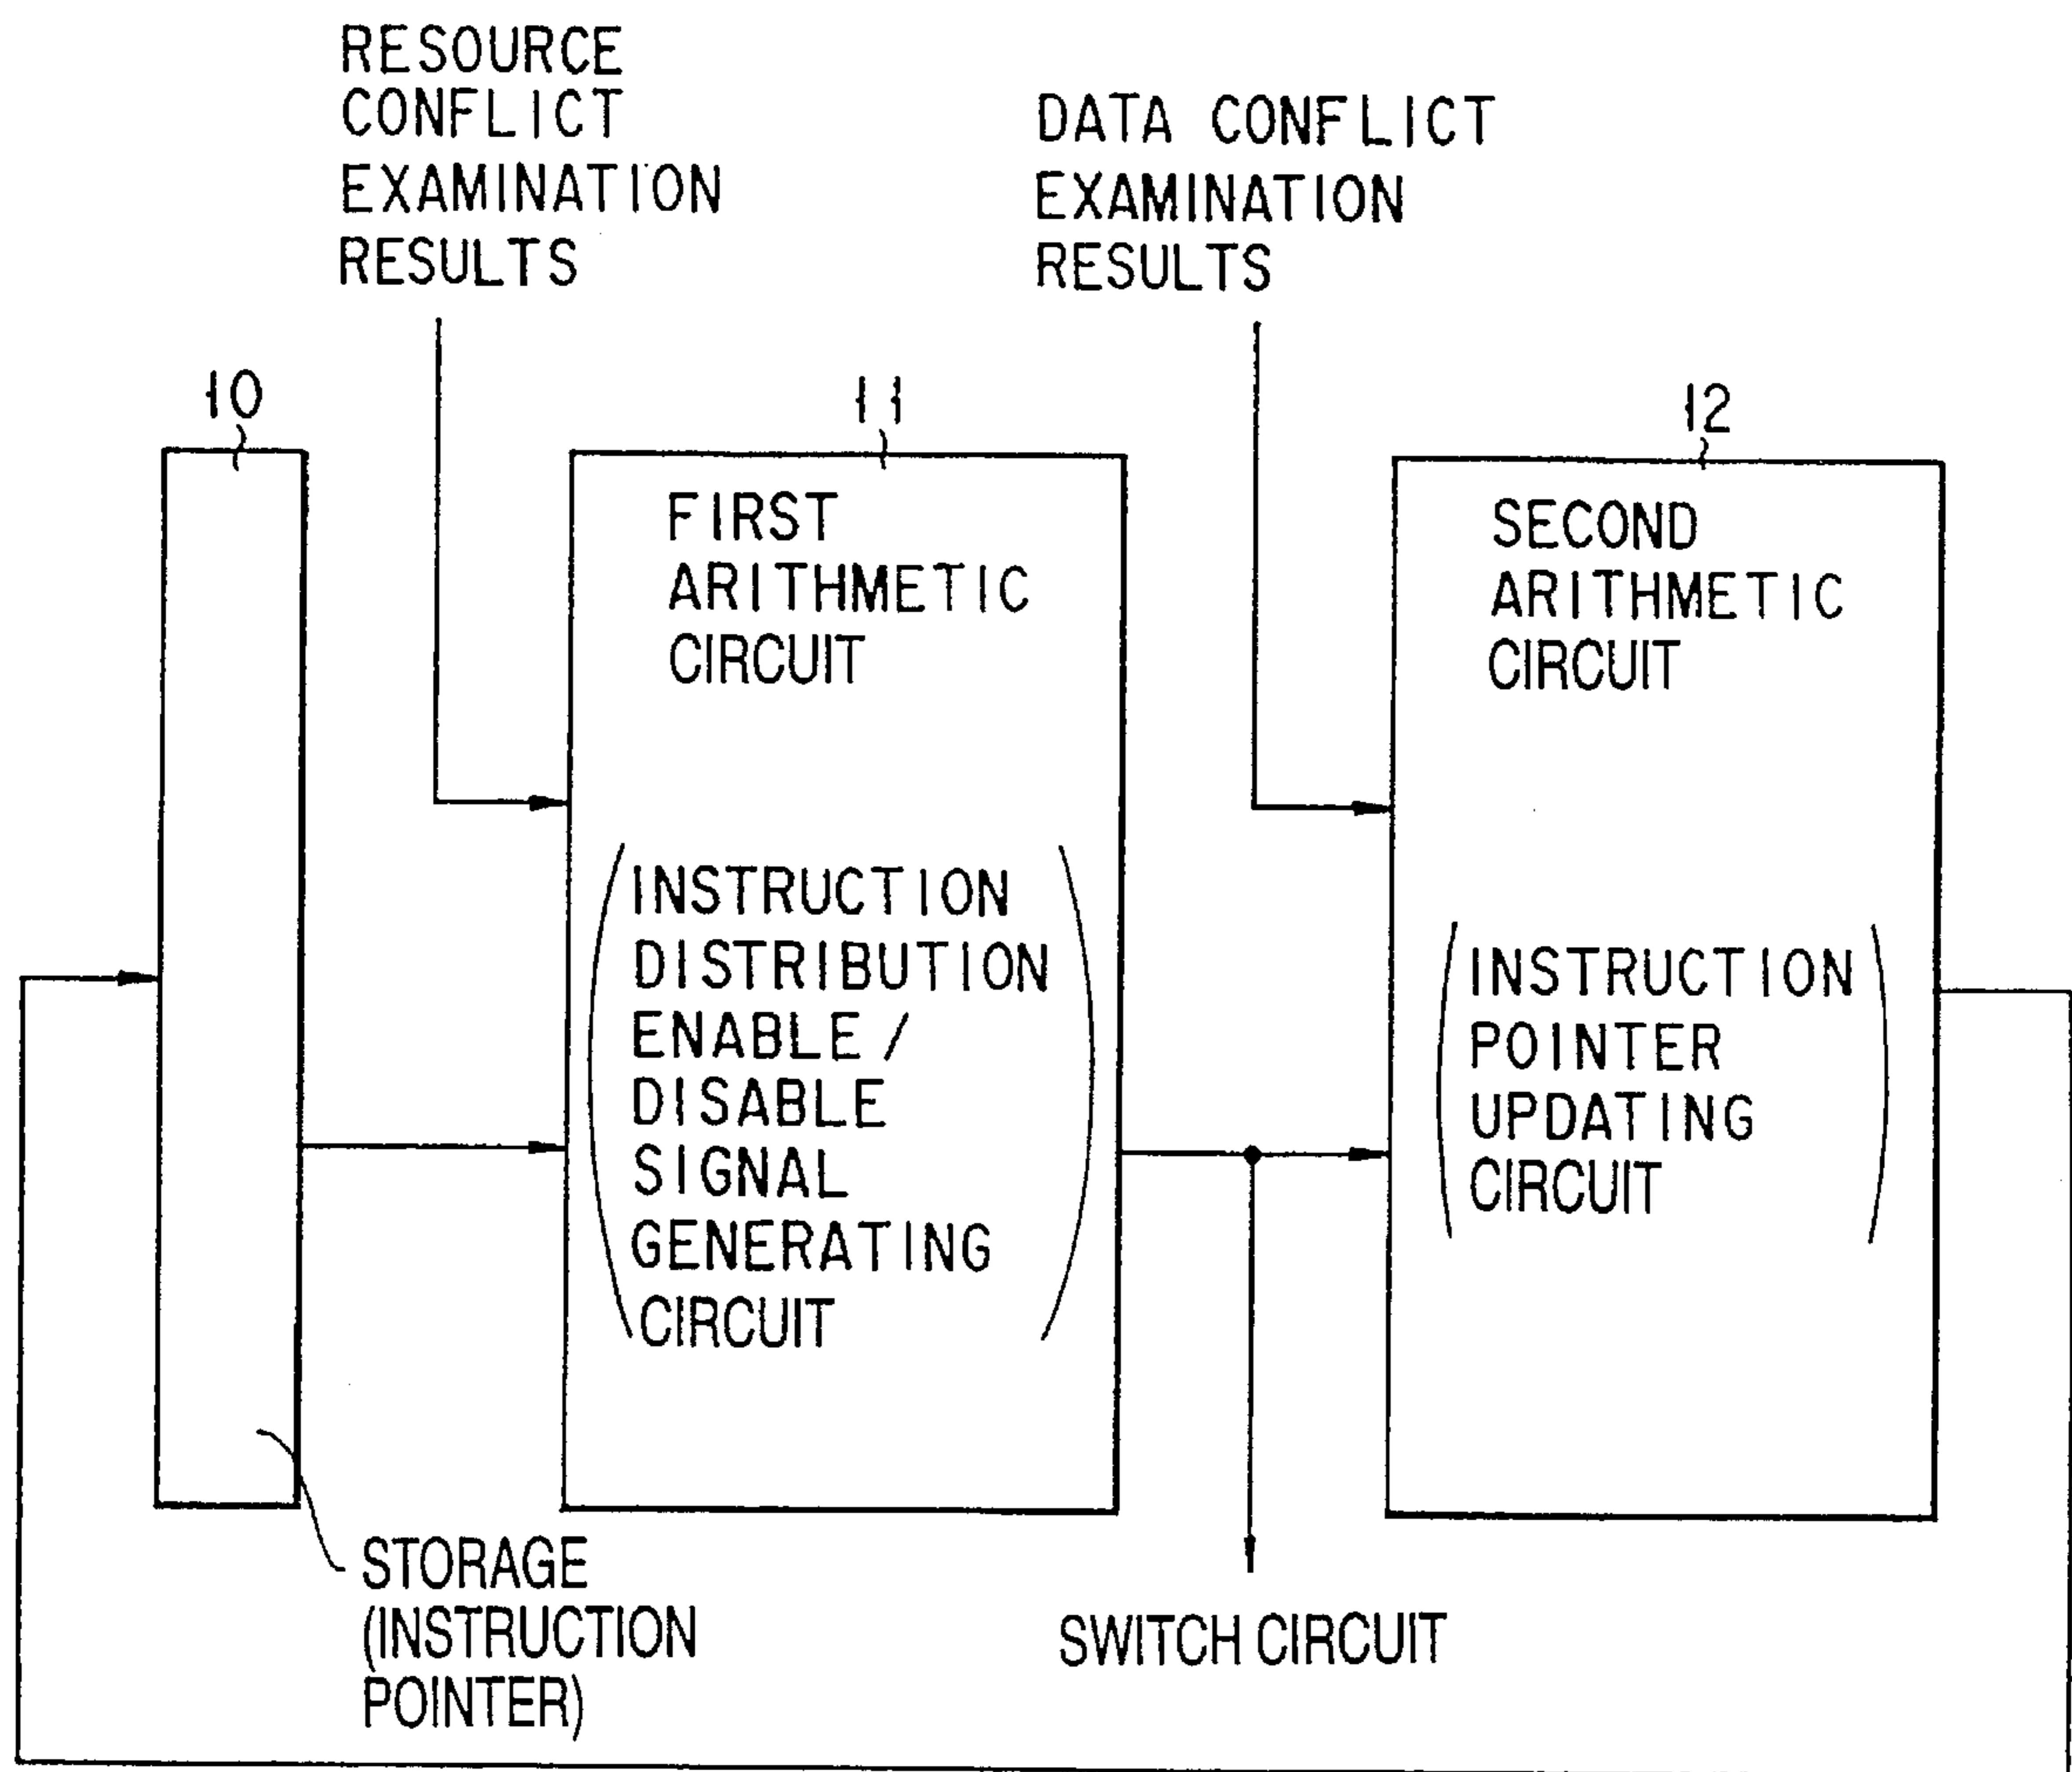 RESOURCE
CONFLICT
EXAMINATION
RESULTS
DATA CONFLICT
EXAMINATION
RESULTS
10
11
12
FIRST
ARITHMETIC
CIRCUIT
(INSTRUCTION
DISTRIBUTION
ENABLE /
DISABLE
SIGNAL
GENERATING
CIRCUIT)
SECOND
ARITHMETIC
CIRCUIT
(INSTRUCTION
POINTER
UPDATING
CIRCUIT)
STORAGE
(INSTRUCTION
POINTER)
SWITCH CIRCUIT